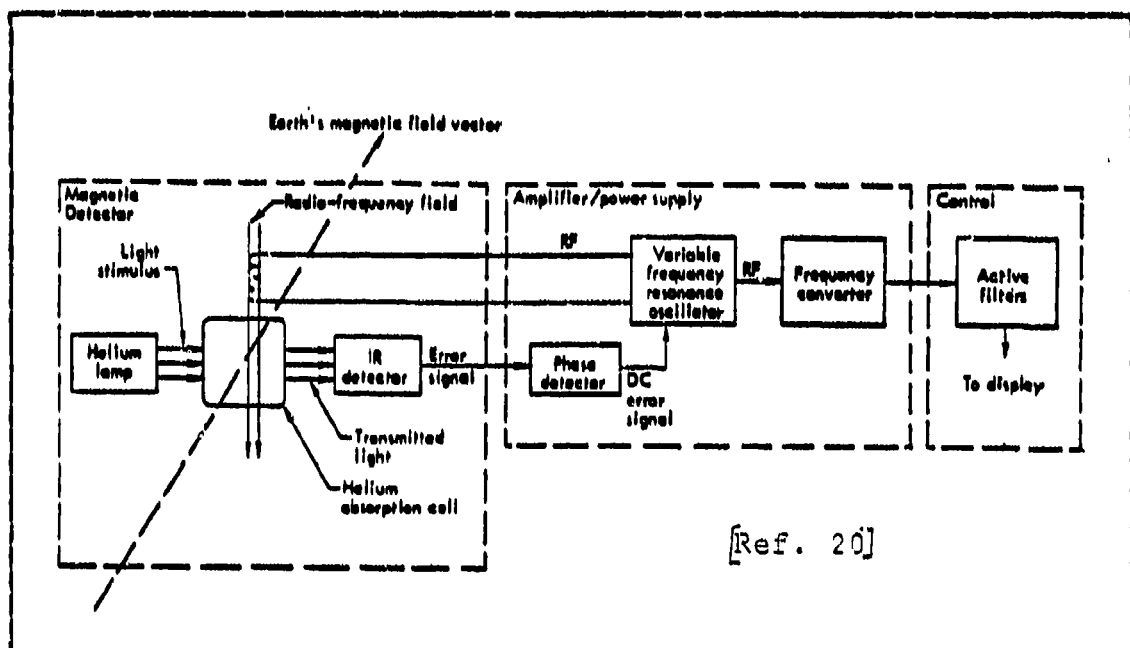 Earth's magnetic field vector
Magnetic
Detector
Radio-frequency field
Light
stimulus
Helium
lamp
IR
detector
Error
signal
Transmitted
light
Helium
absorption cell
Amplifier/power supply
RF
Variable
frequency
resonance
oscillator
RF
Frequency
converter
Phase
detector
DC
error
signal
Control
Active
filters
To display
[Ref. 20]